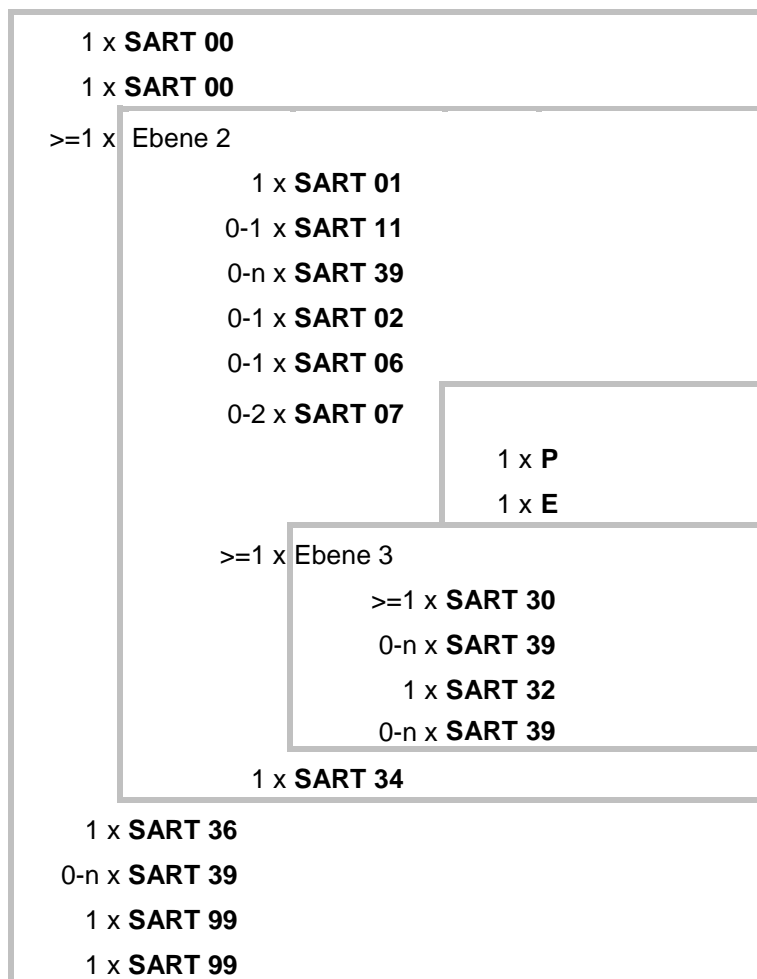 1 x SART 00
1 x SART 00
>=1 x Ebene 2
1 x SART 01
0-1 x SART 11
0-n x SART 39
0-1 x SART 02
0-1 x SART 06
0-2 x SART 07
1 x P
1 x E
>=1 x Ebene 3
>=1 x SART 30
0-n x SART 39
1 x SART 32
0-n x SART 39
1 x SART 34
1 x SART 36
0-n x SART 39
1 x SART 99
1 x SART 99